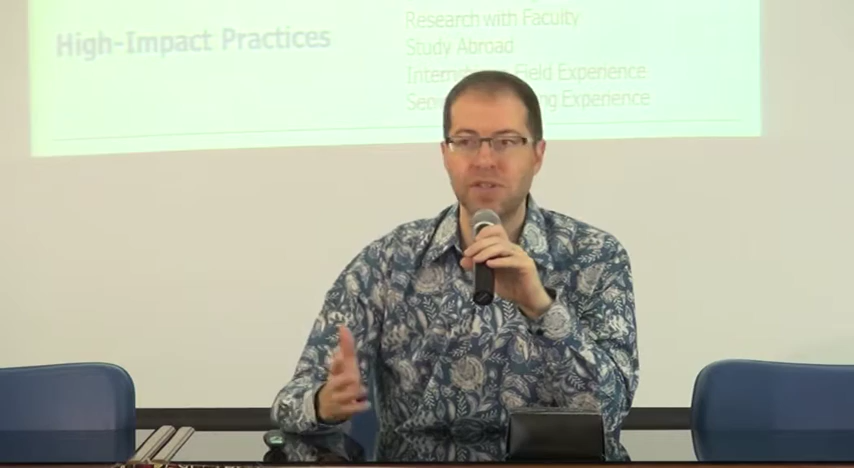 High-Impact Practices
Research with Faculty
Study Abroad
Field Experience
Experience